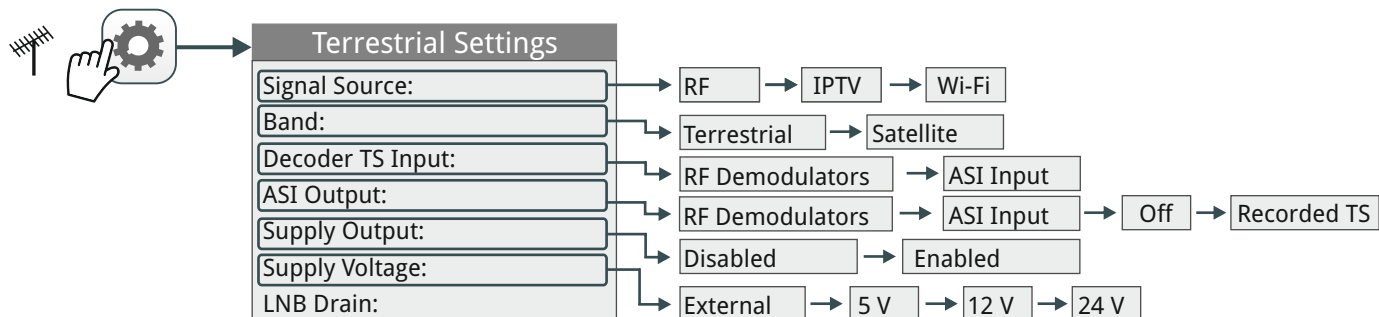 Terrestrial Settings
Signal Source: RF IPTV Wi-Fi
Band: Terrestrial Satellite
Decoder TS Input: RF Demodulators ASI Input
ASI Output: RF Demodulators ASI Input Off Recorded TS
Supply Output: Disabled Enabled
Supply Voltage: External 5 V 12 V 24 V
LNB Drain: